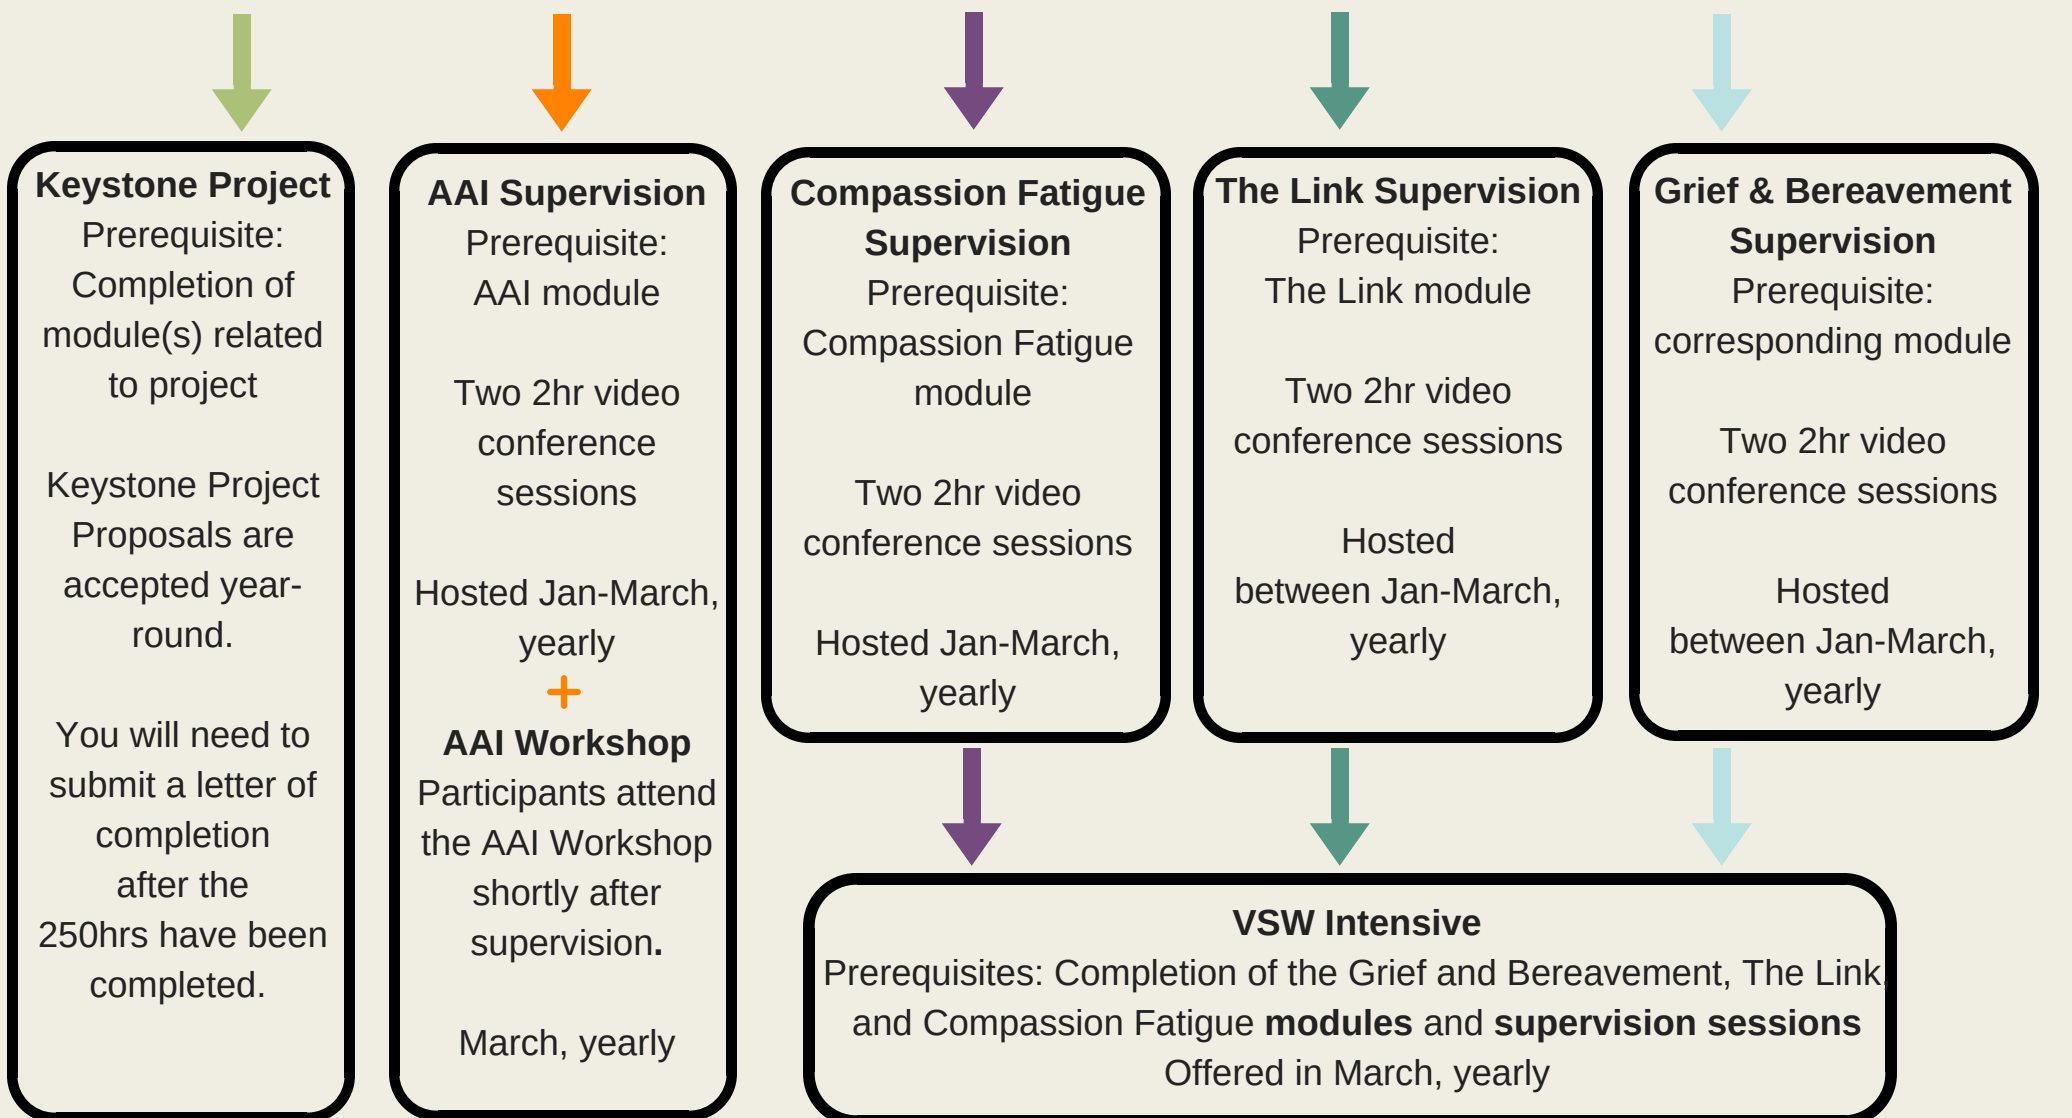 Keystone Project
Prerequisite:
Completion of
module(s) related
to project
Keystone Project
Proposals are
accepted year-
round.
You will need to
submit a letter of
completion
after the
250hrs have been
completed.
AAI Supervision
Prerequisite:
AAI module
Two 2hr video
conference
sessions
Hosted Jan-March,
yearly
+
AAI Workshop
Participants attend
the AAI Workshop
shortly after
supervision.
March, yearly
Compassion Fatigue
Supervision
Prerequisite:
Compassion Fatigue
module
Two 2hr video
conference sessions
Hosted Jan-March,
yearly
The Link Supervision
Prerequisite:
The Link module
Two 2hr video
conference sessions
Hosted
between Jan-March,
yearly
Grief & Bereavement
Supervision
Prerequisite:
corresponding module
Two 2hr video
conference sessions
Hosted
between Jan-March,
yearly
VSW Intensive
Prerequisites: Completion of the Grief and Bereavement, The Link,
and Compassion Fatigue modules and supervision sessions
Offered in March, yearly